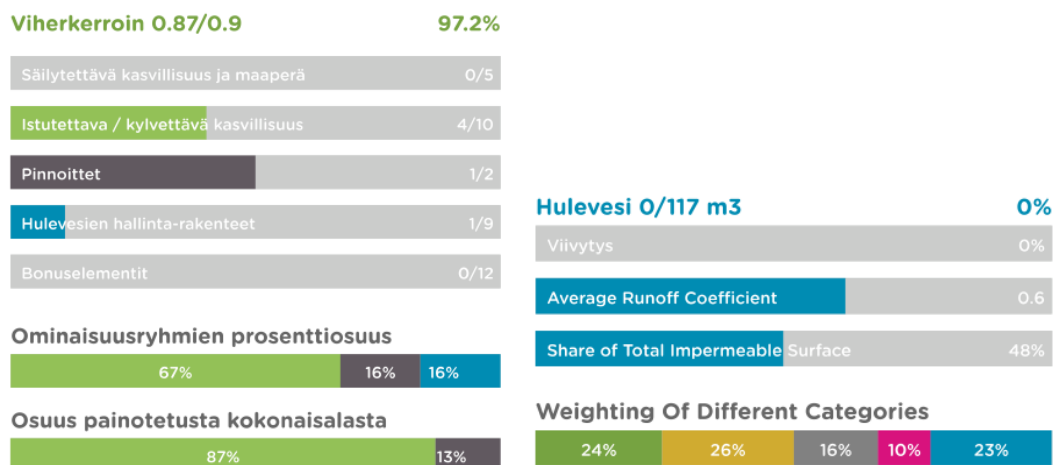 Viherkerroin 0.87/0.9 97.2%
Säilytettävä kasvillisuus ja maaperä 0/5
Istutettava / kylvettävä kasvillisuus 4/10
Pinnoittet 1/2
Hulevesien hallinta-rakenteet 1/9
Bonuselementit 0/12
Ominaisuusryhmien prosenttiosuus
67% 16% 16%
Osuus painotetusta kokonaisalasta
87% 13%
Hulevesi 0/117 m3 0%
Viivytys 0%
Average Runoff Coefficient 0.6
Share of Total Impermeable Surface 48%
Weighting Of Different Categories
24% 26% 16% 10% 23%